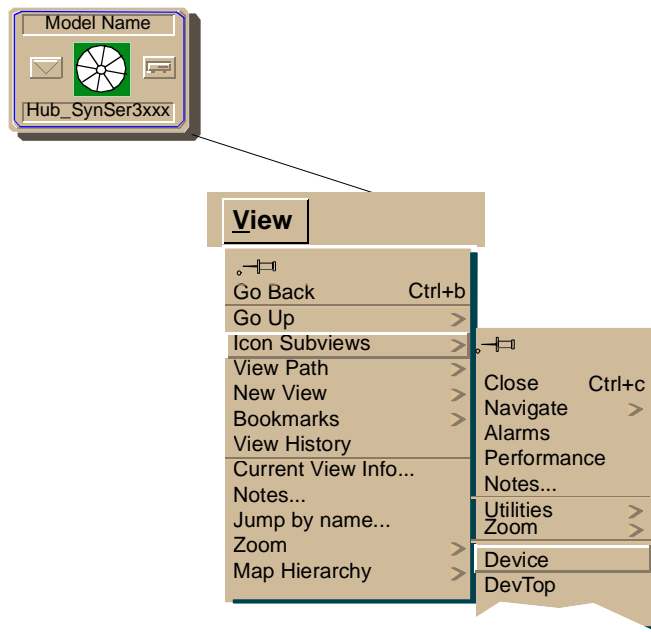 Model Name
Hub_SynSer3xxx
View
Go Back Ctrl+b
Go Up
Icon Subviews
View Path
New View
Bookmarks
View History
Current View Info...
Notes...
Jump by name...
Zoom
Map Hierarchy
Close Ctrl+c
Navigate
Alarms
Performance
Notes...
Utilities
Zoom
Device
DevTop